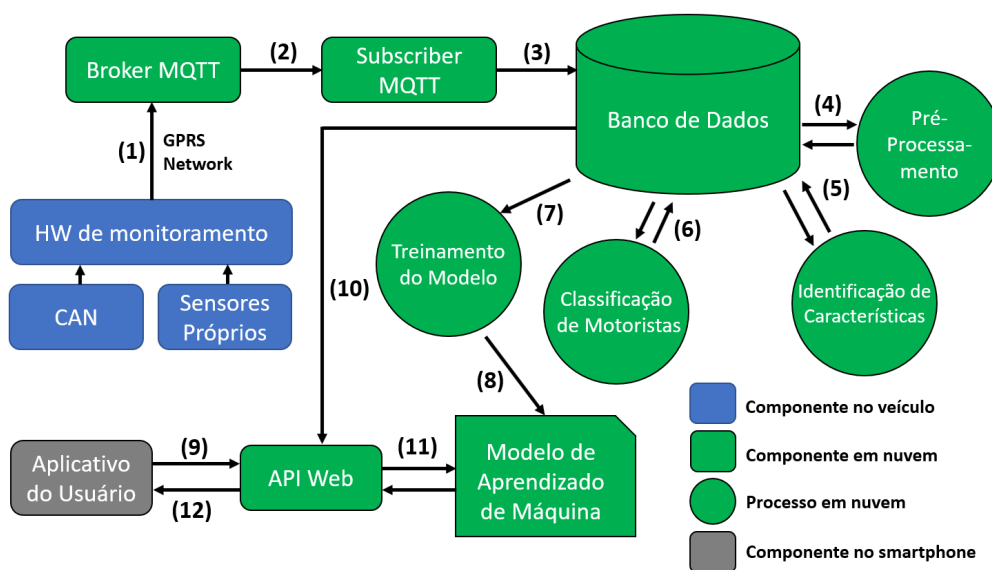 Broker MQTT
(2)
Subscriber
MQTT
(3)
Banco de Dados
(4)
Pré-
Processa-
mento
(1)
GPRS
Network
(5)
HW de monitoramento
CAN
Sensores
Próprios
(10)
Treinamento
do Modelo
(7)
(6)
Classificação
de Motoristas
Identificação de
Características
(8)
Aplicativo
do Usuário
(9)
(12)
API Web
(11)
Modelo de
Aprendizado
de Máquina
Componente no veículo
Componente em nuvem
Processo em nuvem
Componente no smartphone